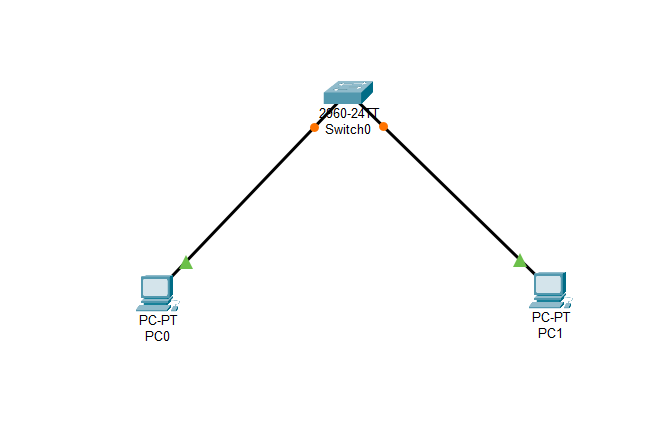 2960-24TT
Switch0
PC-PT
PC0
PC-PT
PC1